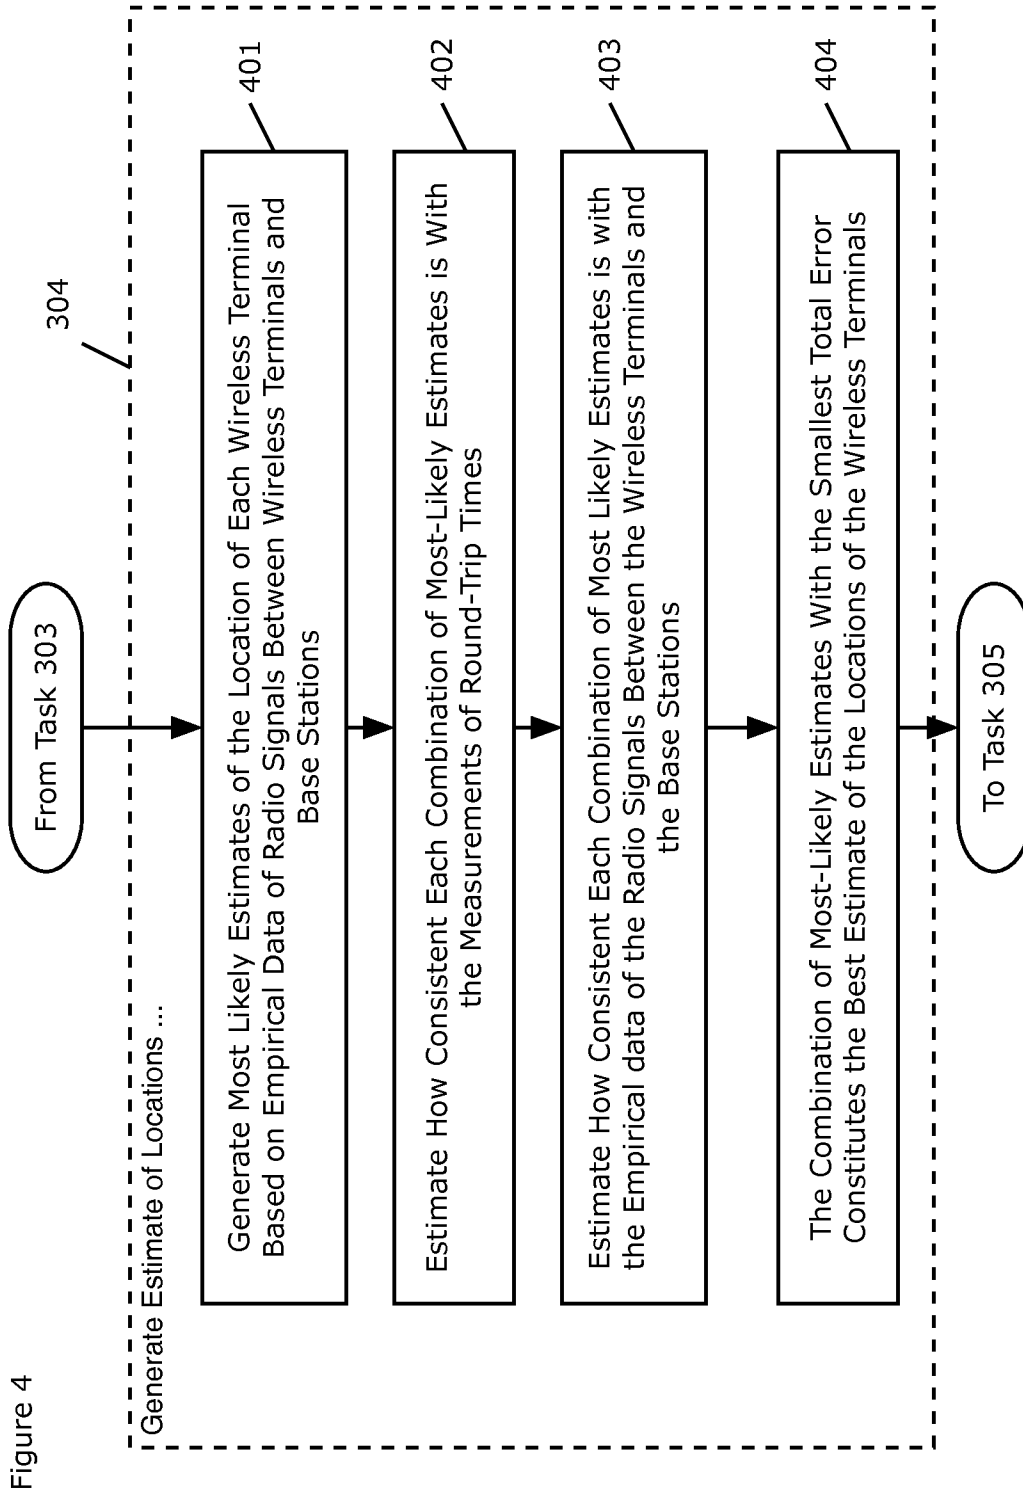 Figure 4
From Task 303
304
Generate Estimate of Locations ...
401
Generate Most Likely Estimates of the Location of Each Wireless Terminal
Based on Empirical Data of Radio Signals Between Wireless Terminals and
Base Stations
402
Estimate How Consistent Each Combination of Most-Likely Estimates is With
the Measurements of Round-Trip Times
403
Estimate How Consistent Each Combination of Most Likely Estimates is with
the Empirical data of the Radio Signals Between the Wireless Terminals and
the Base Stations
404
The Combination of Most-Likely Estimates With the Smallest Total Error
Constitutes the Best Estimate of the Locations of the Wireless Terminals
To Task 305